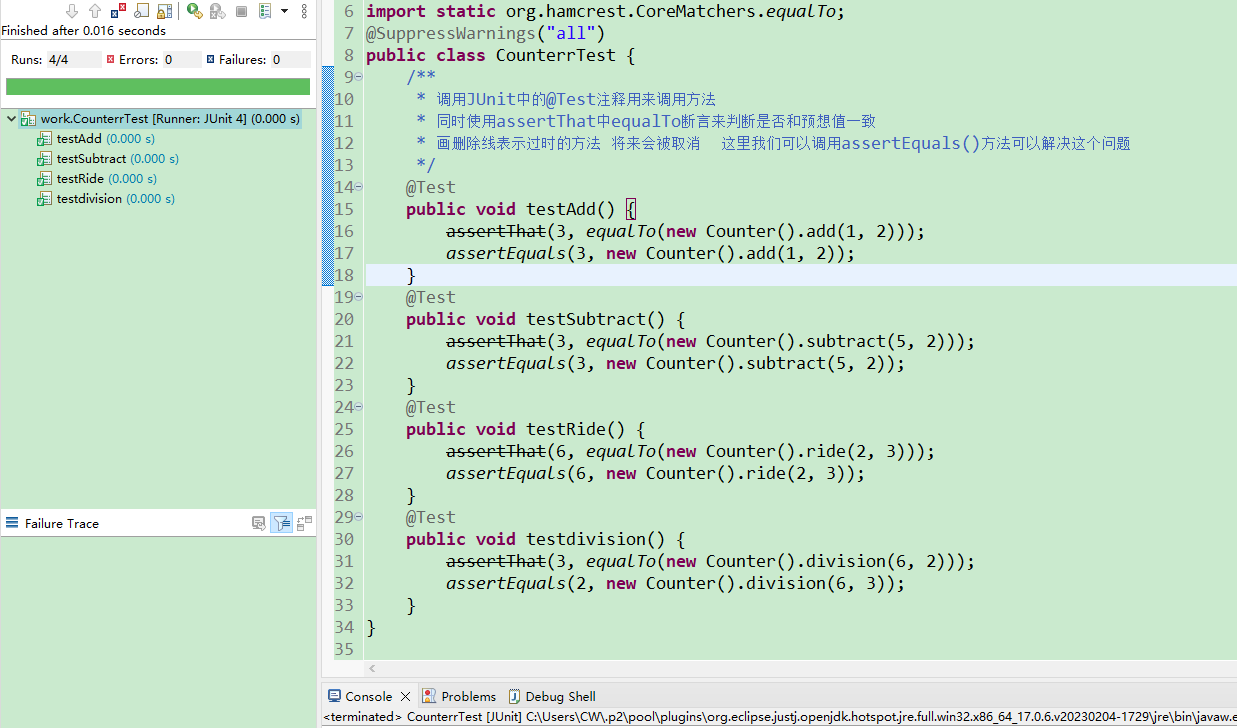 Finished after 0.016 seconds
Runs: 4/4 Errors: 0 Failures: 0
work.CounterrTest [Runner: JUnit 4] (0.000 s)
testAdd (0.000 s)
testSubtract (0.000 s)
testRide (0.000 s)
testdivision (0.000 s)
Failure Trace
6 import static org.hamcrest.CoreMatchers.equalTo;
7 @SuppressWarnings("all")
8 public class CounterrTest {
9 /**
10 * 调用JUnit中的@Test注释用来调用方法
11 * 同时使用assertThat中equalTo断言来判断是否和预想值一致
12 * 画删除线表示过时的方法 将来会被取消 这里我们可以调用assertEquals()方法可以解决这个问题
13 */
14 @Test
15 public void testAdd() {
16 assertThat(3, equalTo(new Counter().add(1, 2)));
17 assertEquals(3, new Counter().add(1, 2));
18 }
19 @Test
20 public void testSubtract() {
21 assertThat(3, equalTo(new Counter().subtract(5, 2)));
22 assertEquals(3, new Counter().subtract(5, 2));
23 }
24 @Test
25 public void testRide() {
26 assertThat(6, equalTo(new Counter().ride(2, 3)));
27 assertEquals(6, new Counter().ride(2, 3));
28 }
29 @Test
30 public void testdivision() {
31 assertThat(3, equalTo(new Counter().division(6, 2)));
32 assertEquals(2, new Counter().division(6, 3));
33 }
34 }
35
Console Problems Debug Shell
<terminated> CounterrTest [JUnit] C:\Users\CW\.p2\pool\plugins\org.eclipse.justj.openjdk.hotspot.jre.full.win32.x86_64_17.0.6.v20230204-1729\jre\bin\javaw.e